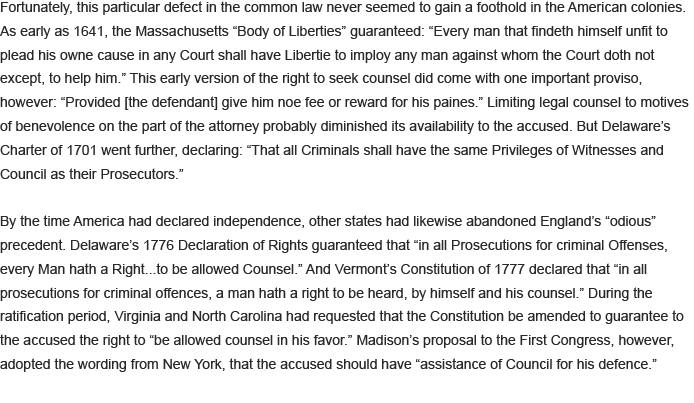 Fortunately, this particular defect in the common law never seemed to gain a foothold in the American colonies.
As early as 1641, the Massachusetts “Body of Liberties” guaranteed: “Every man that findeth himself unfit to
plead his owne cause in any Court shall have Libertie to imploy any man against whom the Court doth not
except, to help him.” This early version of the right to seek counsel did come with one important proviso,
however: “Provided [the defendant] give him noe fee or reward for his paines.” Limiting legal counsel to motives
of benevolence on the part of the attorney probably diminished its availability to the accused. But Delaware’s
Charter of 1701 went further, declaring: “That all Criminals shall have the same Privileges of Witnesses and
Council as their Prosecutors.”

By the time America had declared independence, other states had likewise abandoned England’s “odious”
precedent. Delaware’s 1776 Declaration of Rights guaranteed that “in all Prosecutions for criminal Offenses,
every Man hath a Right...to be allowed Counsel.” And Vermont’s Constitution of 1777 declared that “in all
prosecutions for criminal offences, a man hath a right to be heard, by himself and his counsel.” During the
ratification period, Virginia and North Carolina had requested that the Constitution be amended to guarantee to
the accused the right to “be allowed counsel in his favor.” Madison’s proposal to the First Congress, however,
adopted the wording from New York, that the accused should have “assistance of Council for his defence.”